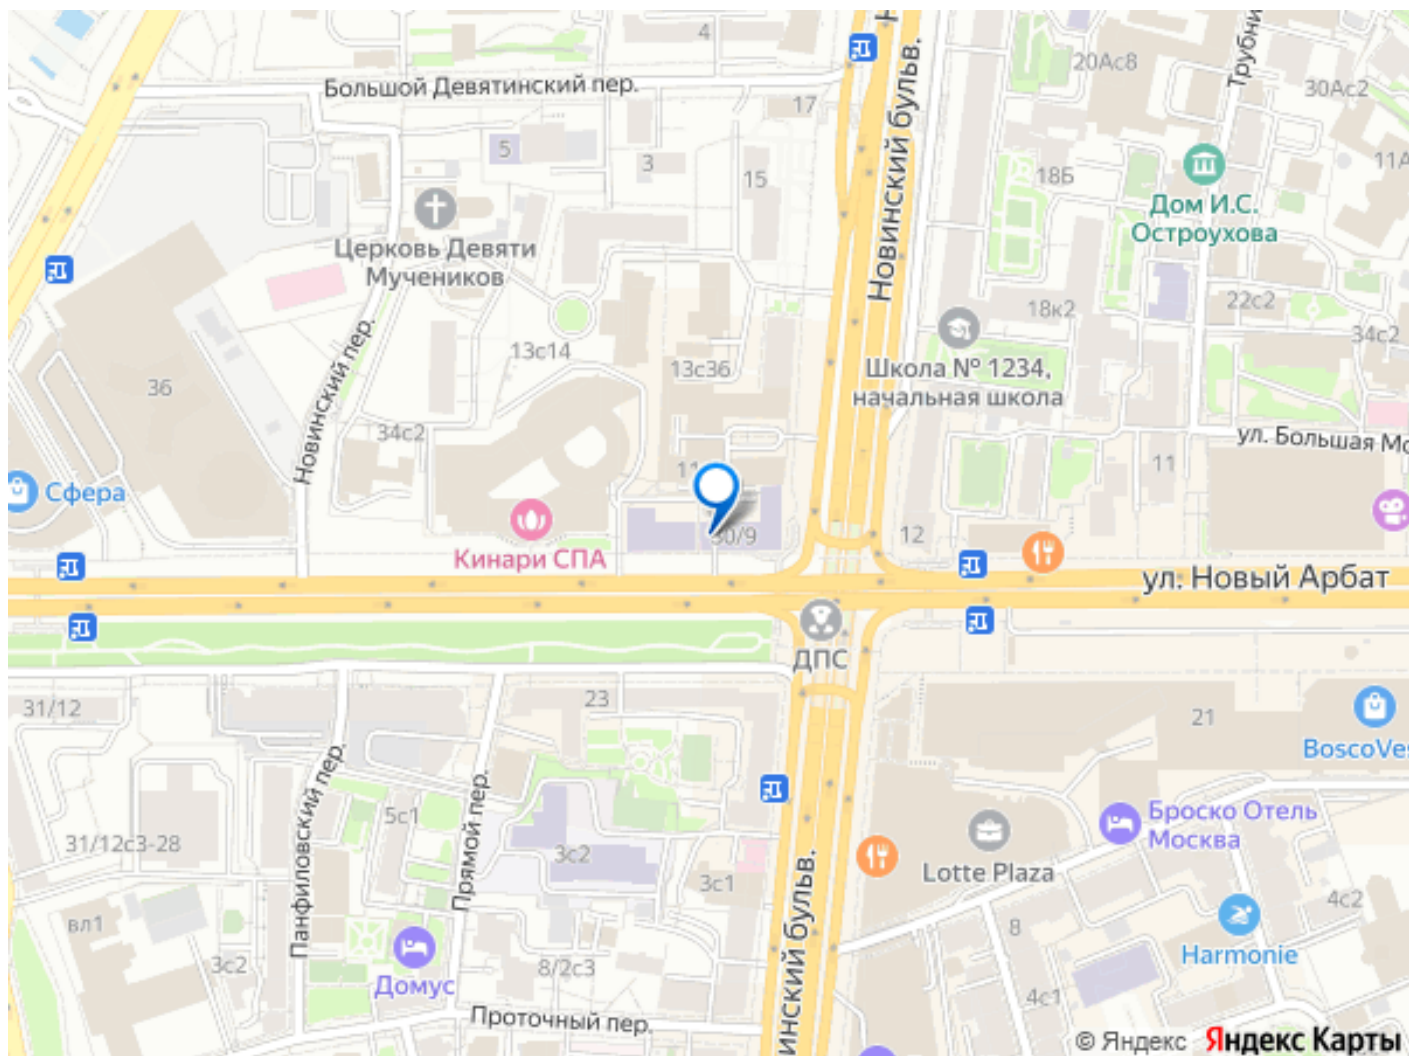 4
20Ас8
Трубни
30Ас2
Большой Девятинский пер.
17
Новинский бульв.
5
3
15
18Б
11А
Дом И.С.
Остроухова
Церковь Девяти
Мучеников
22с2
18к2
34с2
Новинский пер.
13с14
13с36
Школа № 1234,
начальная школа
36
34с2
ул. Большая Мо
11
Сфера
30/9
12
Кинари СПА
ул. Новый Арбат
ДПС
31/12
23
21
BoscoVes
Панфиловский пер.
Прямой пер.
5с1
31/12с3-28
3с2
3с1
Броско Отель
Москва
Lotte Plaza
вл1
8
4с2
3с2
Домус
8/2с3
инский бульв.
Harmonie
4с1
Проточный пер.
© Яндекс Яндекс Карты